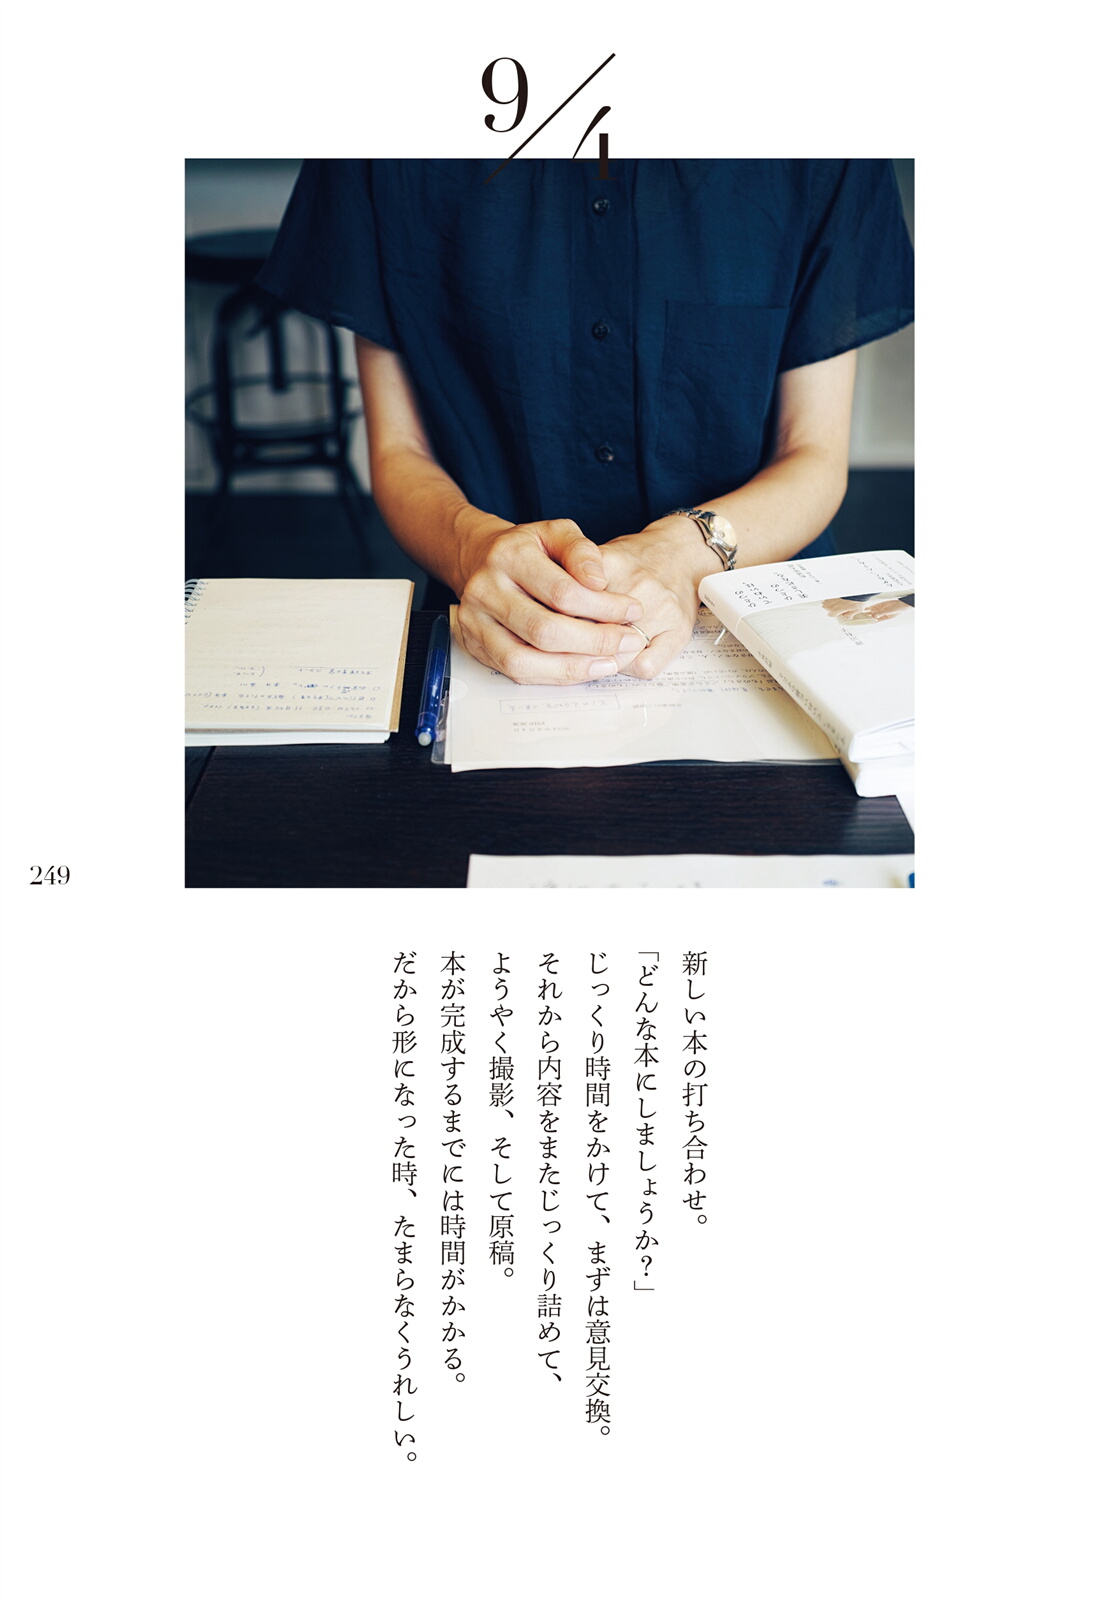 9/4
249
新しい本の打ち合わせ。
「どんな本にしましょうか?」
じっくり時間をかけて、まずは意見交換。
それから内容をまたじっくり詰めて、
ようやく撮影、そして原稿。
本が完成するまでには時間がかかる。
だから形になった時、たまらなくうれしい。